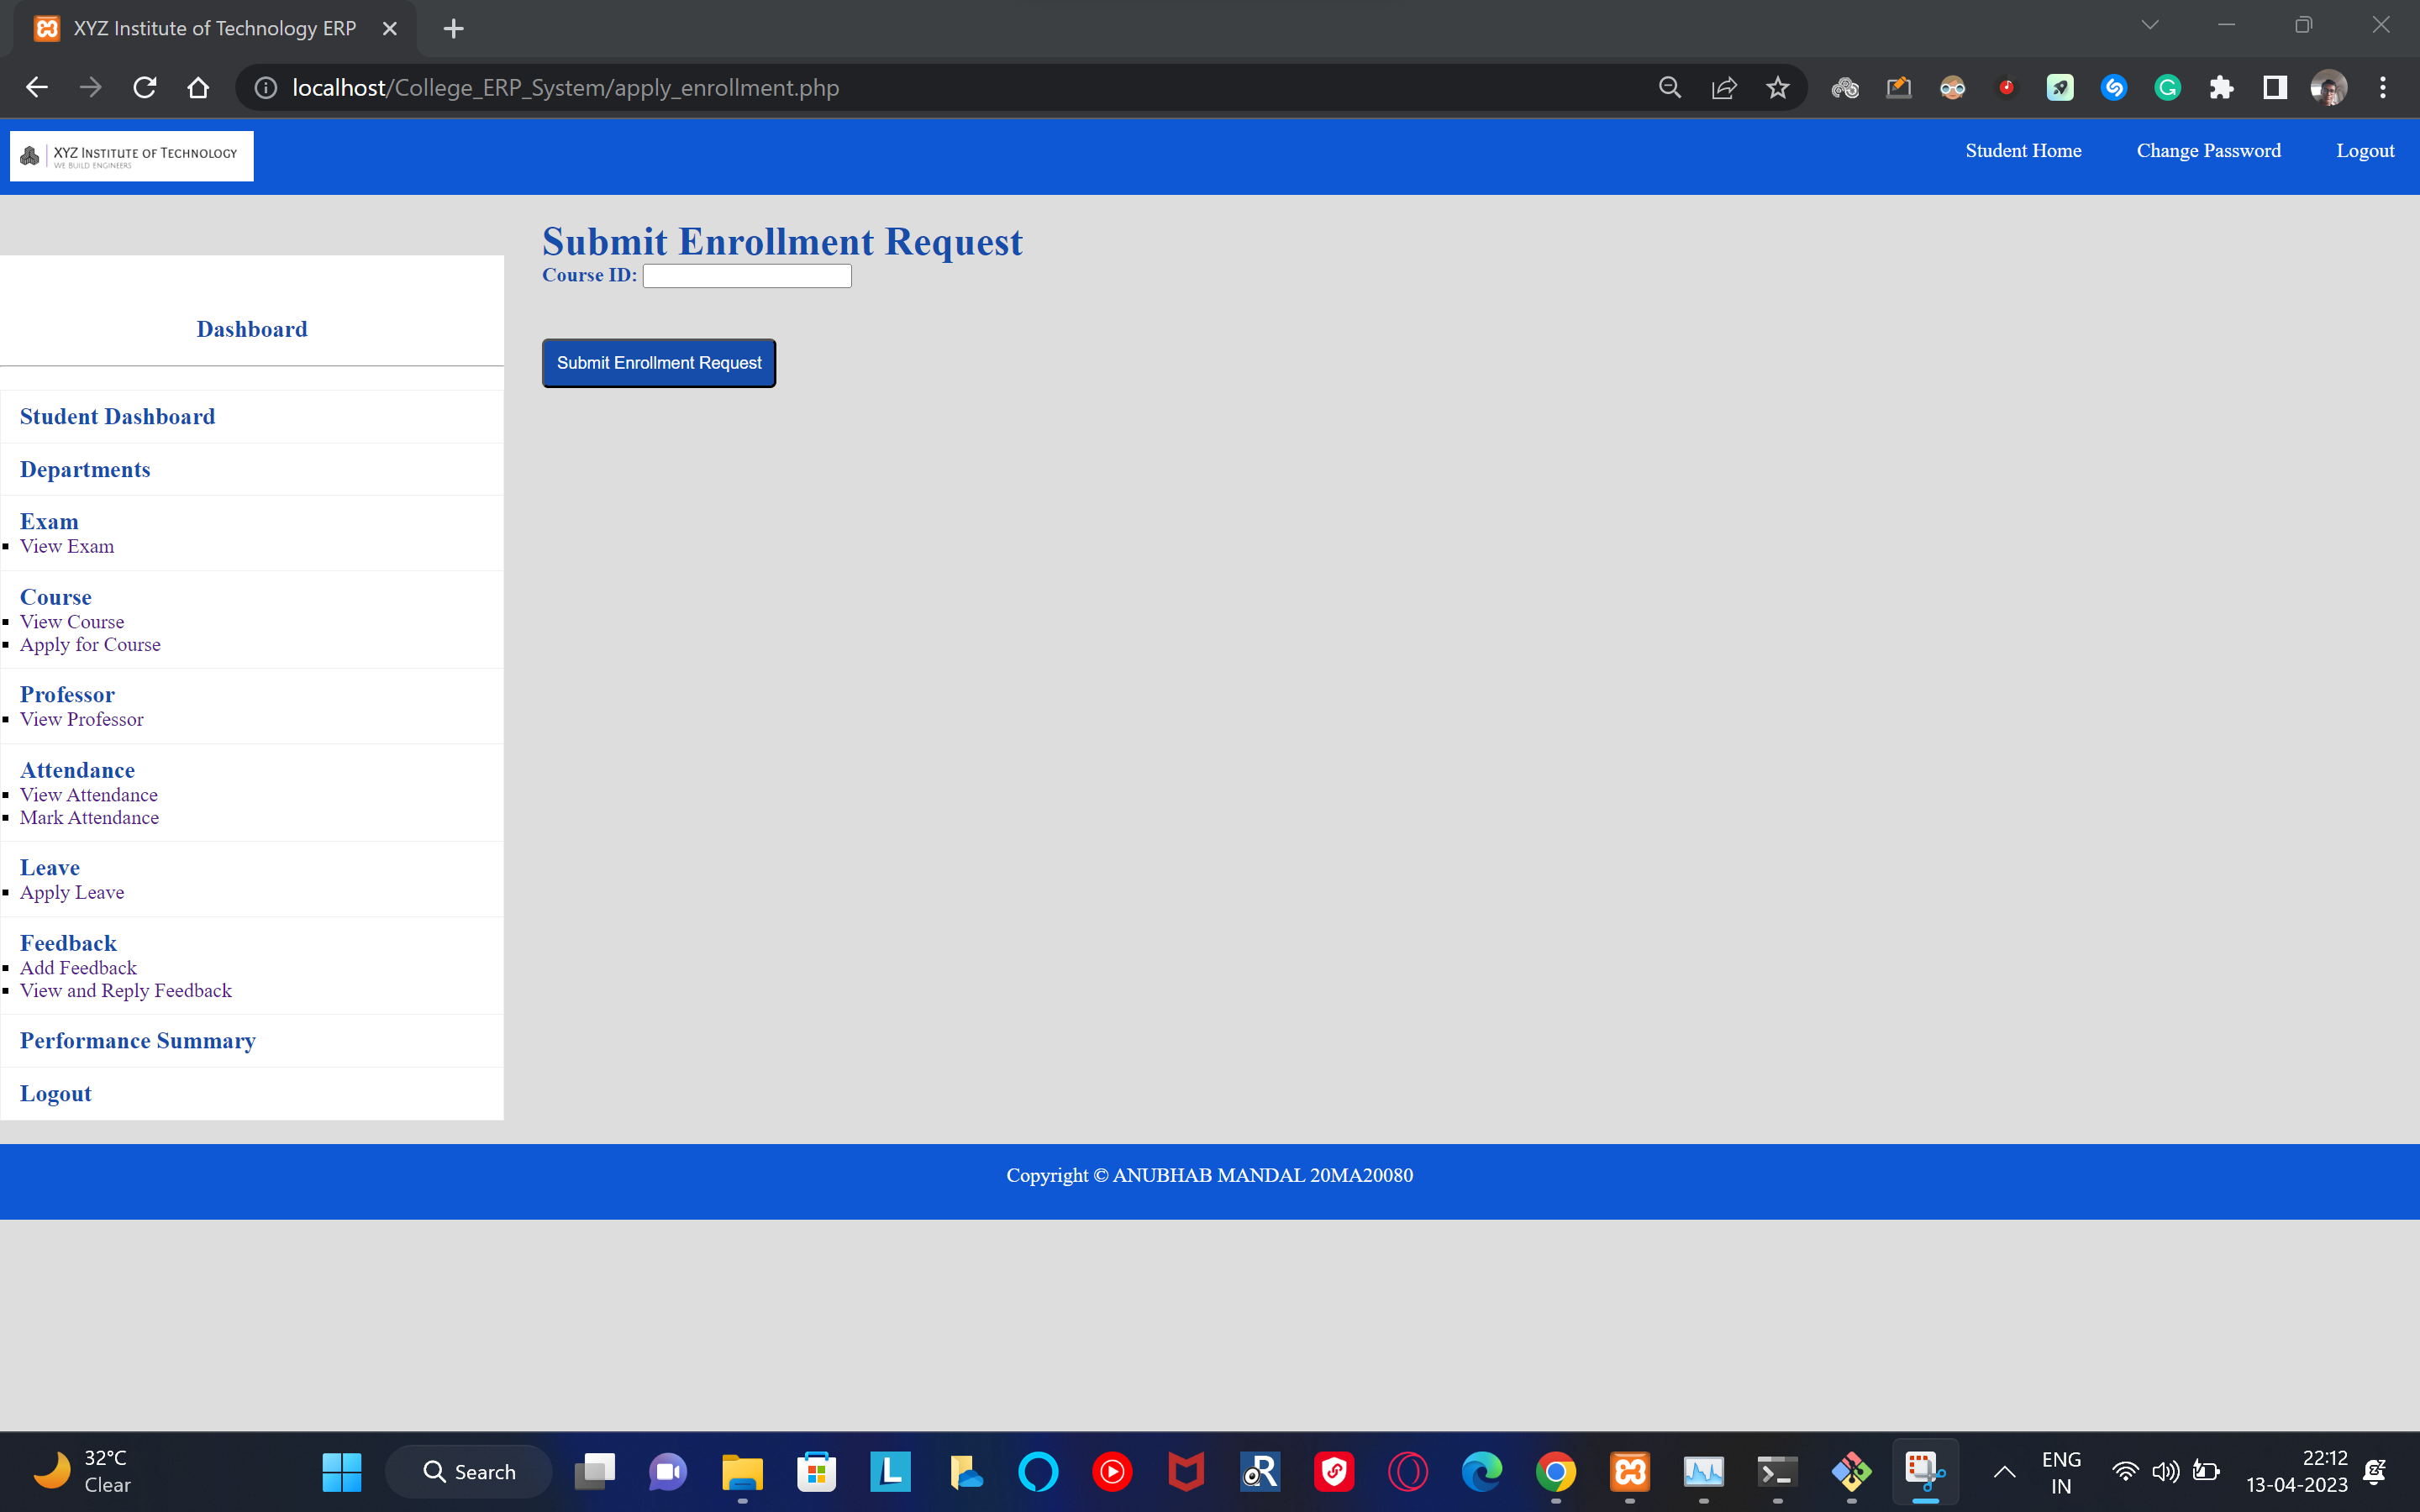 XYZ Institute of Technology ERP
localhost/College_ERP_System/apply_enrollment.php
XYZ INSTITUTE OF TECHNOLOGY
WE BUILD ENGINEERS
Student Home
Change Password
Logout
Submit Enrollment Request
Course ID:
Submit Enrollment Request
Dashboard
Student Dashboard
Departments
Exam
View Exam
Course
View Course
Apply for Course
Professor
View Professor
Attendance
View Attendance
Mark Attendance
Leave
Apply Leave
Feedback
Add Feedback
View and Reply Feedback
Performance Summary
Logout
Copyright © ANUBHAB MANDAL 20MA20080
32°C
Clear
Search
ENG
IN
22:12
13-04-2023